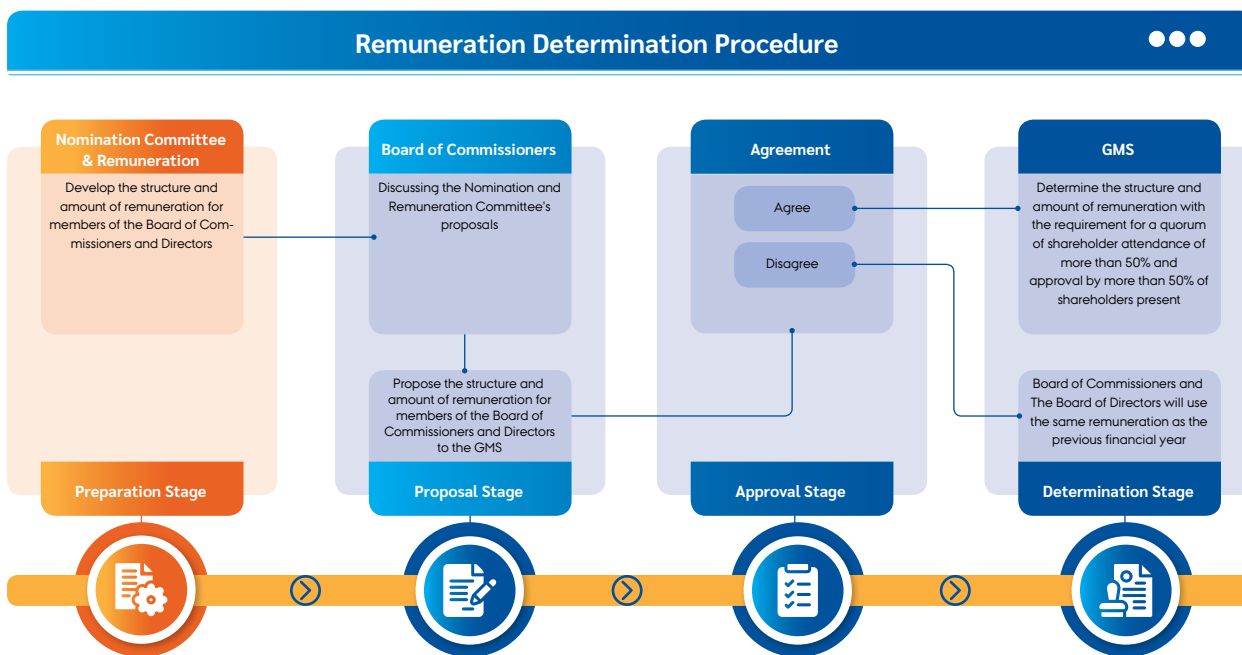 Remuneration Determination Procedure
Nomination Committee
& Remuneration
Develop the structure and
amount of remuneration for
members of the Board of Com-
missioners and Directors
Preparation Stage
Board of Commissioners
Discussing the Nomination and
Remuneration Committee's
proposals
Propose the structure and
amount of remuneration for
members of the Board of
Commissioners and Directors
to the GMS
Proposal Stage
Agreement
Agree
Disagree
Approval Stage
GMS
Determine the structure and
amount of remuneration with
the requirement for a quorum
of shareholder attendance of
more than 50% and
approval by more than 50% of
shareholders present
Board of Commissioners and
The Board of Directors will use
the same remuneration as the
previous financial year
Determination Stage